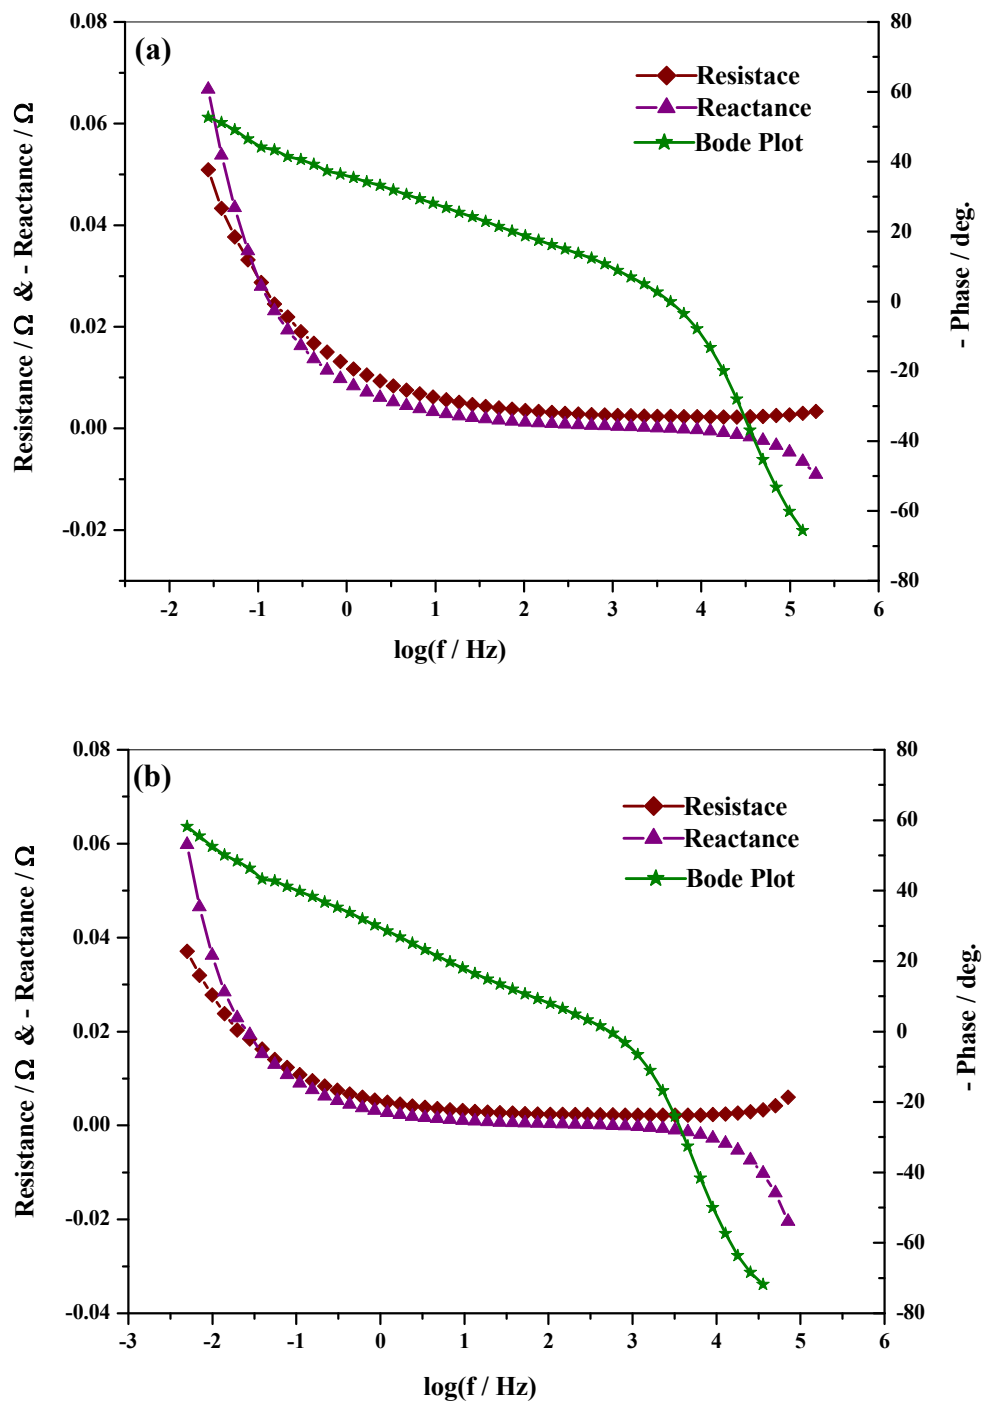 (a)
Resistace
Reactance
Bode Plot
0.08
0.06
0.04
0.02
0.00
-0.02
Resistance / Ω & - Reactance / Ω
80
60
40
20
0
-20
-40
-60
-80
- Phase / deg.
-2 -1 0 1 2 3 4 5 6
log(f / Hz)
(b)
Resistace
Reactance
Bode Plot
0.08
0.06
0.04
0.02
0.00
-0.02
-0.04
Resistance / Ω & - Reactance / Ω
80
60
40
20
0
-20
-40
-60
-80
- Phase / deg.
-3 -2 -1 0 1 2 3 4 5 6
log(f / Hz)